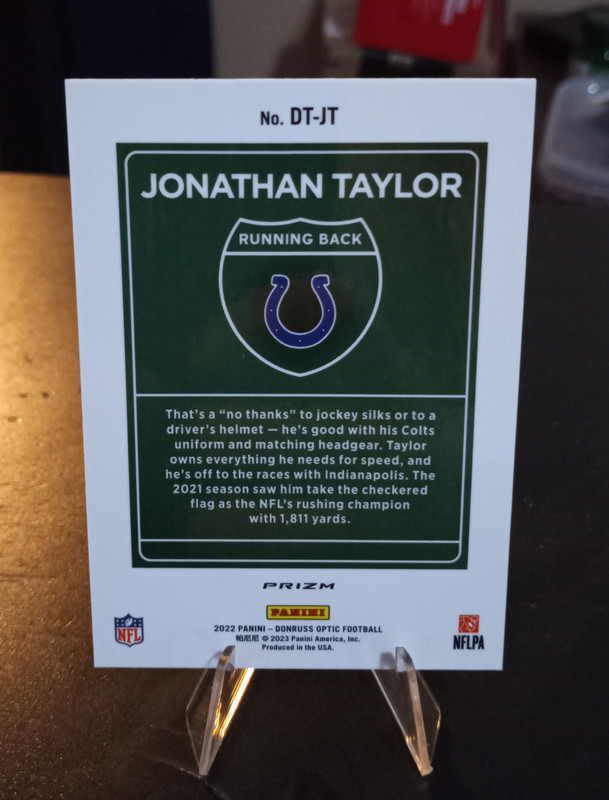 No. DT-JT
JONATHAN TAYLOR
RUNNING BACK
That's a “no thanks” to jockey silks or to a
driver's helmet — he's good with his Colts
uniform and matching headgear. Taylor
owns everything he needs for speed, and
he's off to the races with Indianapolis. The
2021 season saw him take the checkered
flag as the NFL's rushing champion
with 1,811 yards.
PRIZM
PANINI
2022 PANINI – DONRUSS OPTIC FOOTBALL
帕尼尼 © 2023 Panini America, Inc.
Produced in the USA.
NFL
NFLPA